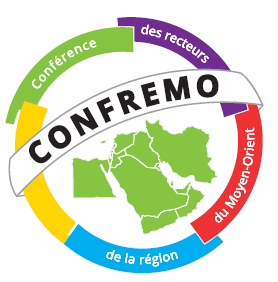 Conférence
des recteurs
CONFREMO
de la région
du Moyen-Orient